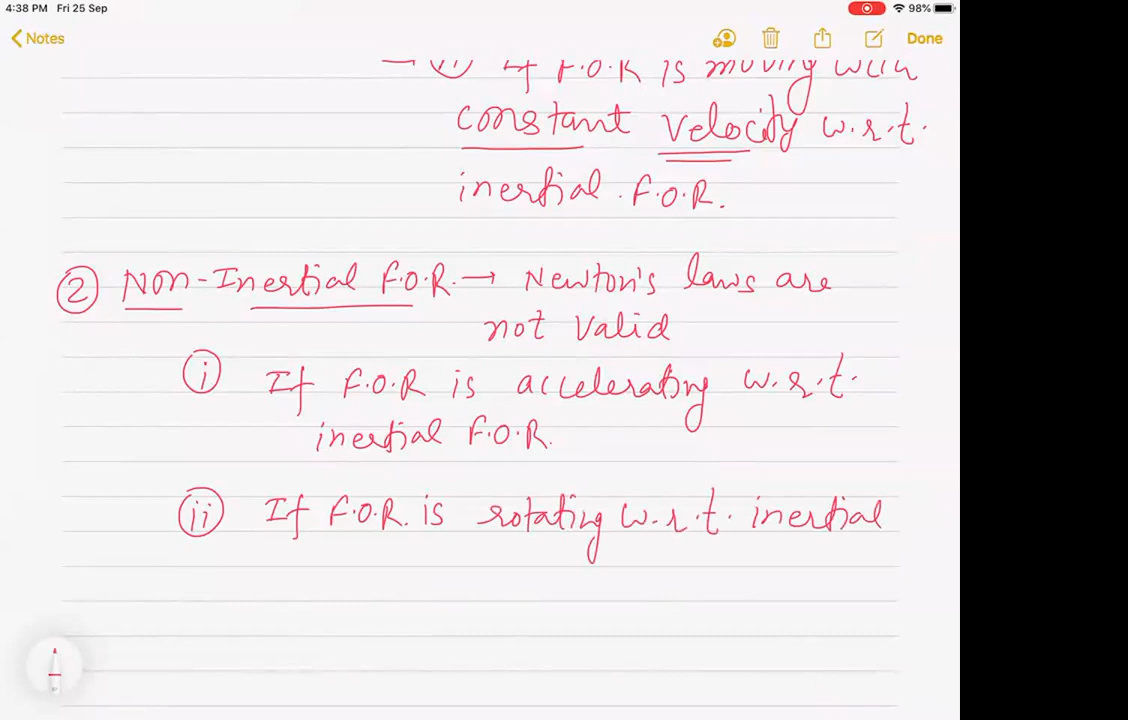 4:38 PM Fri 25 Sep
98%
Notes
Done
→ (ii) If F.O.R is moving with
constant velocity w.r.t.
inertial F.O.R.
② Non-Inertial F.O.R. → Newton's laws are
not valid
(i) If F.O.R is accelerating w.r.t.
inertial F.O.R.
(ii) If F.O.R. is rotating w.r.t. inertial